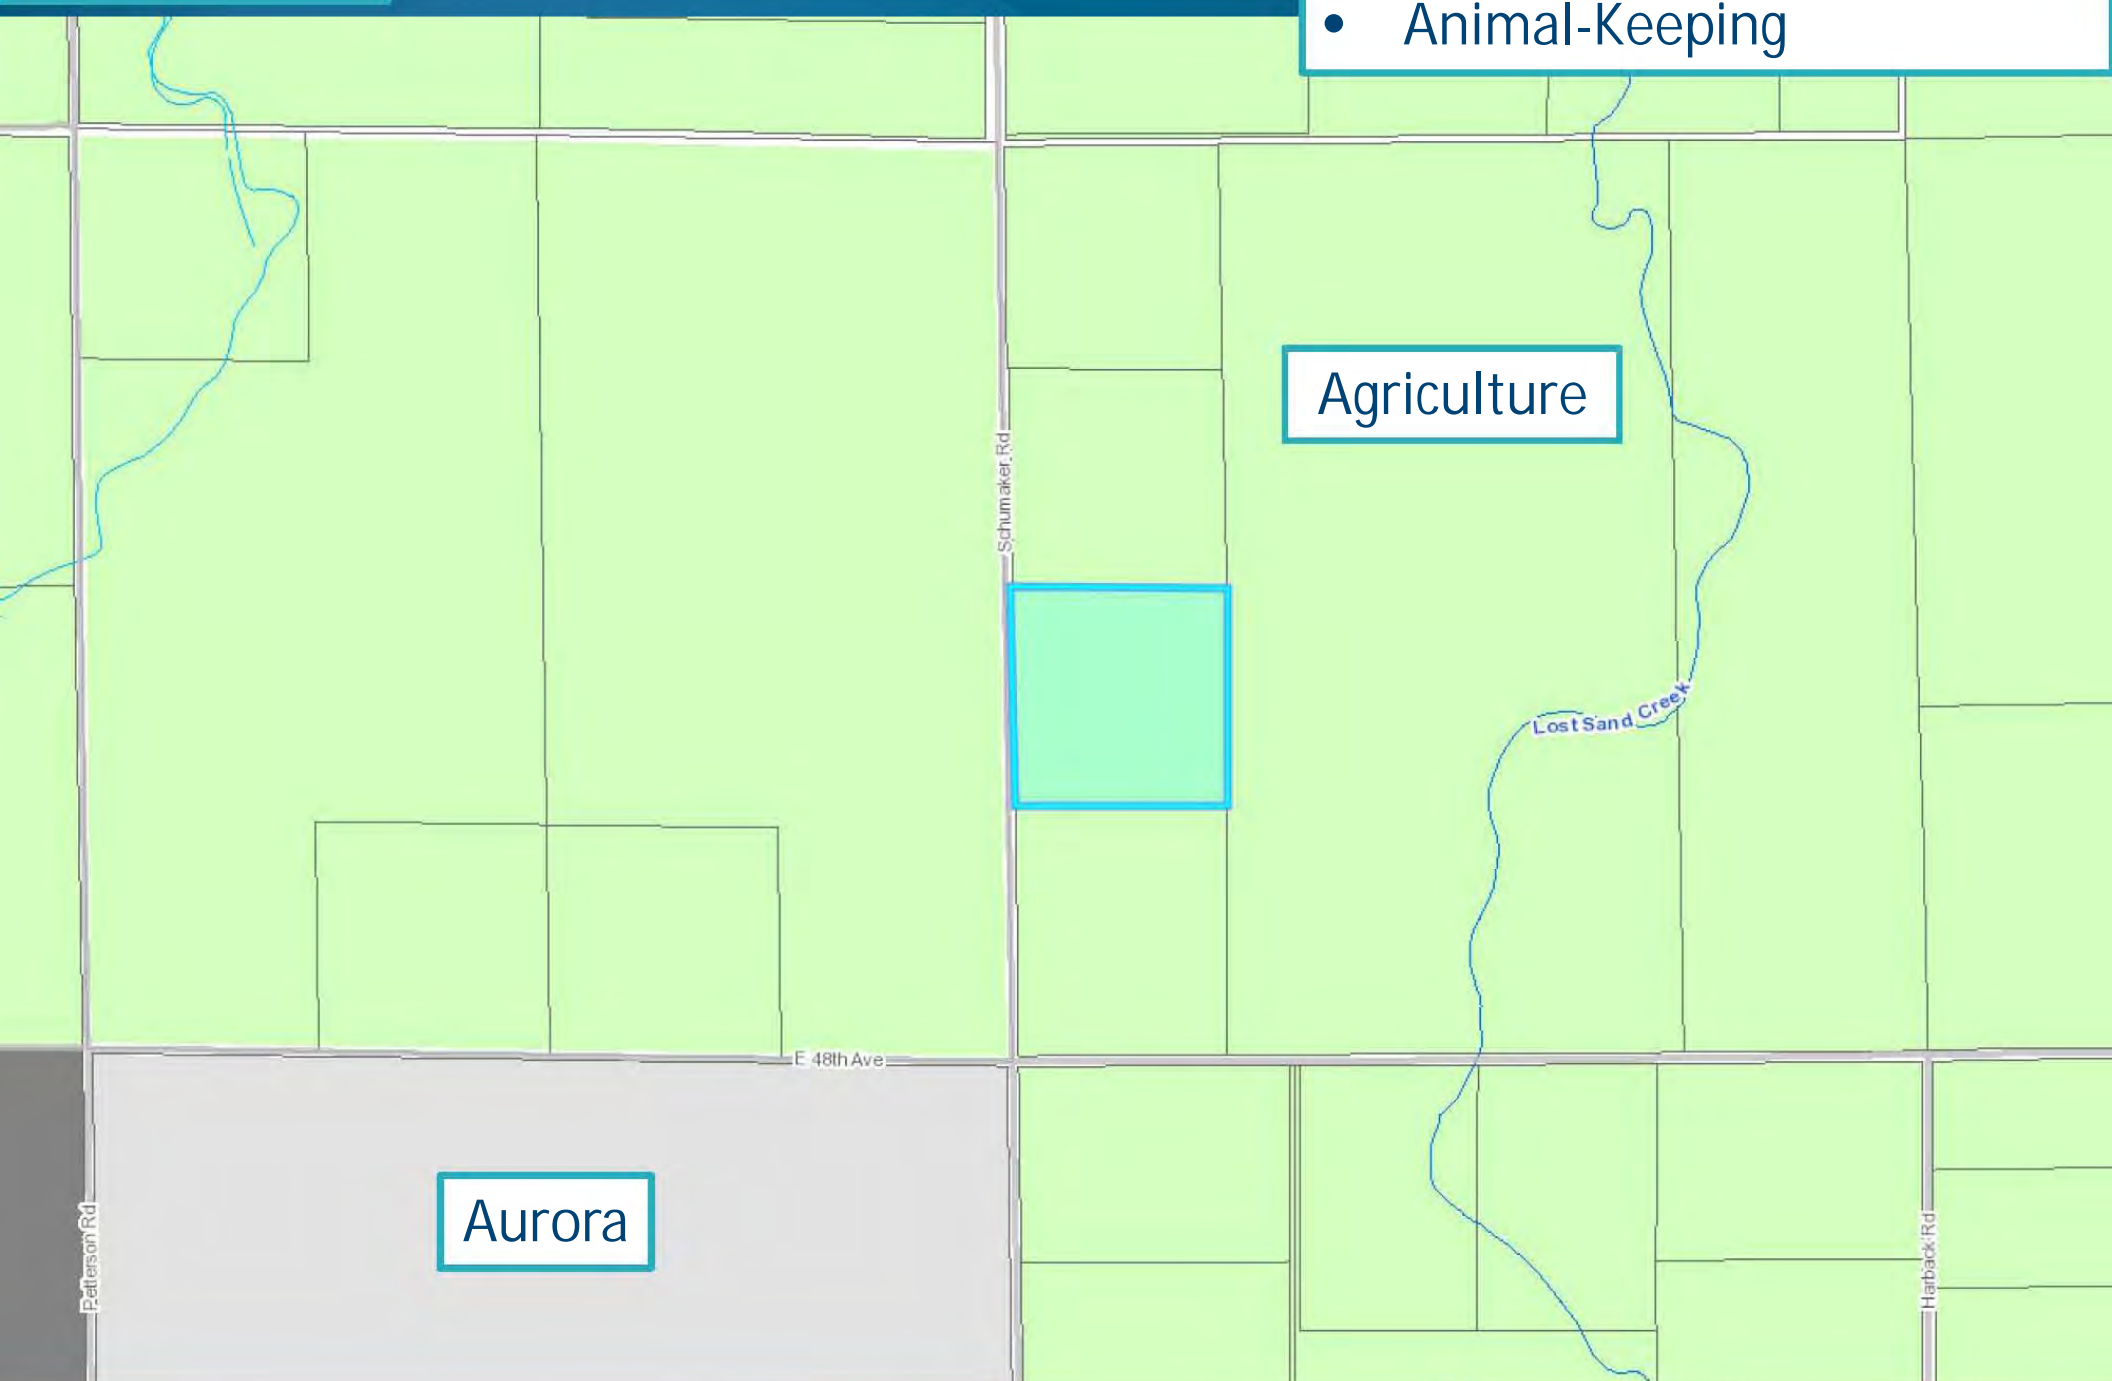 • Animal-Keeping
Agriculture
Schumaker Rd
Lost Sand Creek
E 48th Ave
Aurora
Petterson Rd
Harback Rd